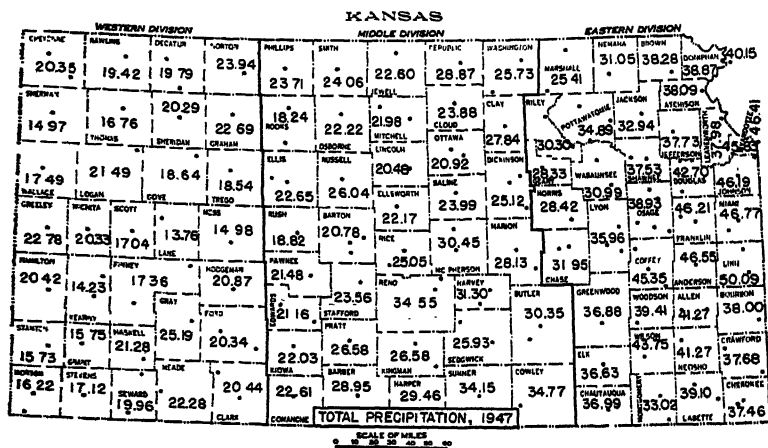 KANSAS
WESTERN DIVISION MIDDLE DIVISION EASTERN DIVISION
CHEYENNE RAWLINS DECATUR NORTON PHILLIPS SMITH REPUBLIC WASHINGTON MARSHALL NEMAHA BROWN DONIPHAN
20.35 19.42 19.79 23.94 23.71 24.06 22.60 28.87 25.73 25.41 31.05 38.28 38.87 40.15
JEWELL
SHERMAN 20.29 18.24 21.98 23.88 CLAY RILEY POTTAWATOMIE JACKSON 38.09 ATCHISON
14.97 16.76 22.69 ROOKS 22.22 MITCHELL CLOUD 27.84 34.89 32.94 37.98 46.41
THOMAS SHERIDAN GRAHAM OSBORNE LINCOLN OTTAWA 30.30 37.73 JEFFERSON LEAVENWORTH
ELLIS RUSSELL DICKINSON WABAUNSEE
17.49 21.49 18.64 18.54 22.65 26.04 20.48 20.92 28.33 30.99 37.53 42.70 46.19
WALLACE LOGAN GOVE TREGO ELLSWORTH SALINE MORRIS DOUGLAS
GREELEY WICHITA SCOTT NESS RUSH BARTON 22.17 23.99 25.12 28.42 LYON 38.93 OSAGE 46.21 MIAMI
22.78 20.33 17.04 13.76 14.98 18.82 20.78 RICE 30.45 MARION 35.96 FRANKLIN 46.77
LANE 25.05
HAMILTON FINNEY HODGEMAN PAWNEE MC PHERSON 28.13 31.95 CHASE COFFEY 46.55 LINN
20.42 14.23 17.36 20.87 21.48 23.56 RENO 34.55 HARVEY 31.30 45.35 ANDERSON 50.09
KEARNY GRAY FORD EDWARDS STAFFORD BUTLER GREENWOOD WOODSON ALLEN BOURBON
STANTON 15.75 HASKELL 25.19 20.34 21.16 PRATT 30.35 36.88 39.41 41.27 38.00
15.73 GRANT 21.28 22.03 26.58 26.58 25.93 SEDGWICK ELK WILSON 43.75 41.27 CRAWFORD
MORTON STEVENS MEADE KIOWA BARBER KINGMAN SUMNER COWLEY 36.63 NEOSHO 37.68
16.22 17.12 SEWARD 20.44 22.61 28.95 HARPER 34.15 34.77 CHAUTAUQUA MONTGOMERY 39.10 CHEROKEE
19.96 22.28 CLARK COMANCHE 29.46 36.99 33.02 LABETTE 37.46
TOTAL PRECIPITATION, 1947
SCALE OF MILES
0 10 20 30 40 50 60